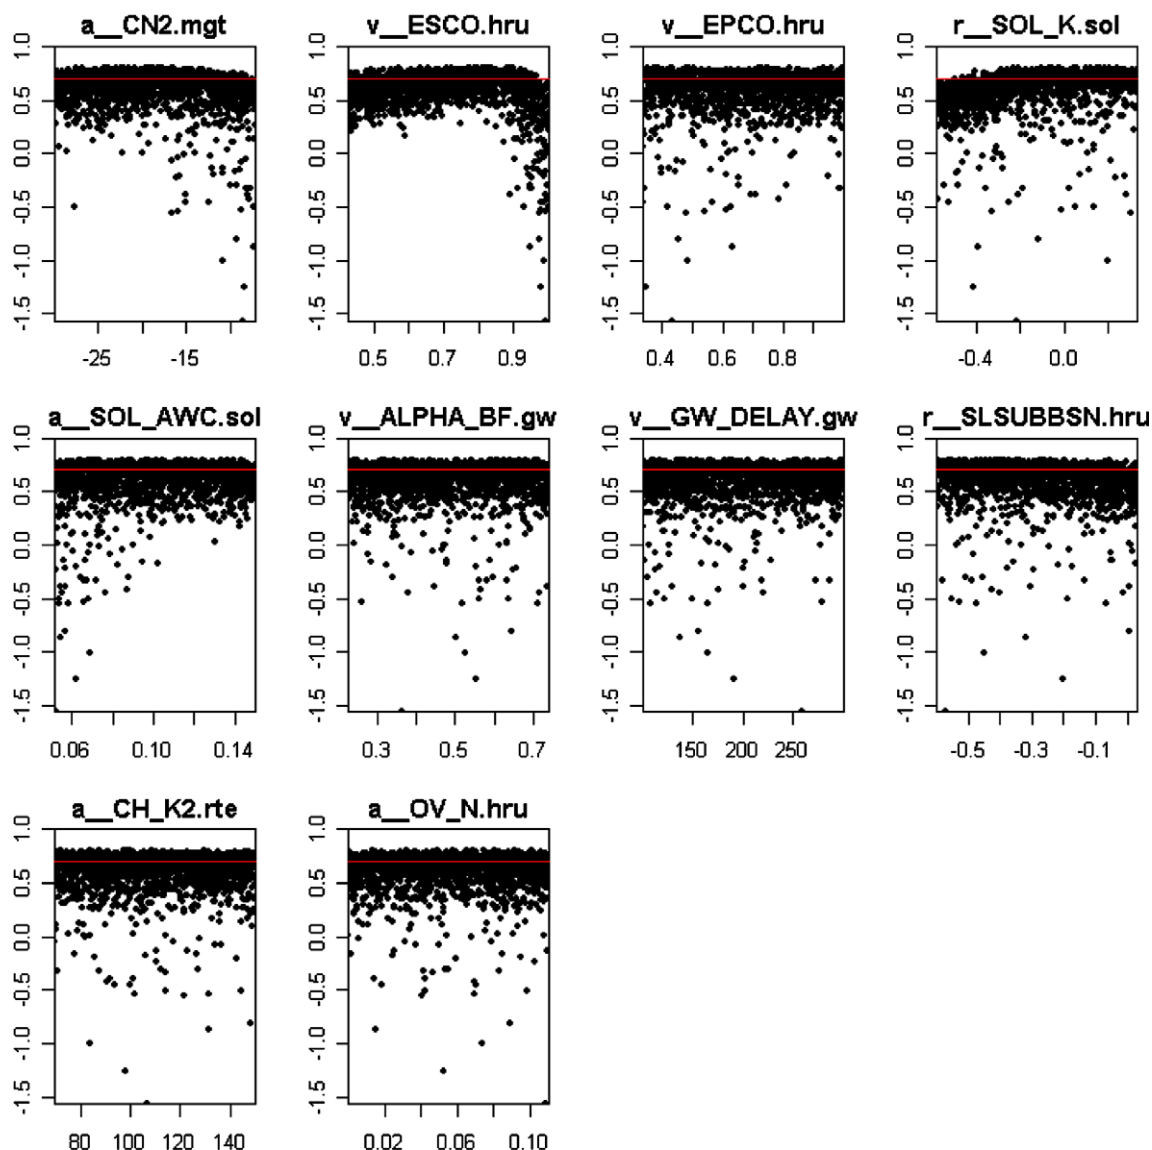 a__CN2.mgt v__ESCO.hru v__EPCO.hru r__SOL_K.sol
1.0 1.0 1.0 1.0
0.5 0.5 0.5 0.5
0.0 0.0 0.0 0.0
-0.5 -0.5 -0.5 -0.5
-1.0 -1.0 -1.0 -1.0
-1.5 -1.5 -1.5 -1.5
-25 -15 0.5 0.7 0.9 0.4 0.6 0.8 -0.4 0.0
a__SOL_AWC.sol v__ALPHA_BF.gw v__GW_DELAY.gw r__SLSUBBSN.hru
1.0 1.0 1.0 1.0
0.5 0.5 0.5 0.5
0.0 0.0 0.0 0.0
-0.5 -0.5 -0.5 -0.5
-1.0 -1.0 -1.0 -1.0
-1.5 -1.5 -1.5 -1.5
0.06 0.10 0.14 0.3 0.5 0.7 150 200 250 -0.5 -0.3 -0.1
a__CH_K2.rte a__OV_N.hru
1.0 1.0
0.5 0.5
0.0 0.0
-0.5 -0.5
-1.0 -1.0
-1.5 -1.5
80 100 120 140 0.02 0.06 0.10